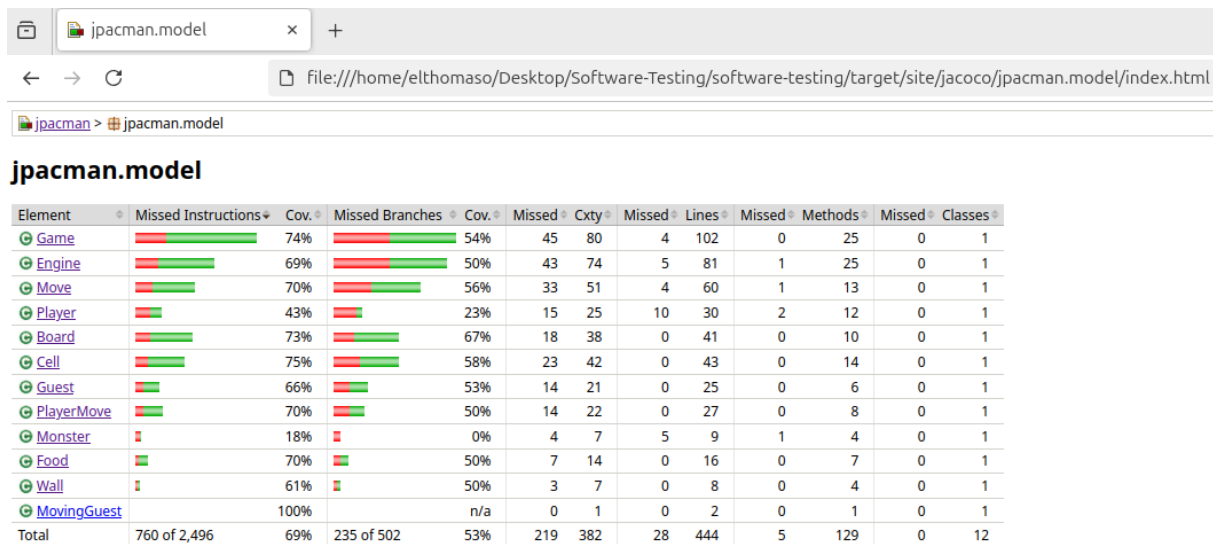 jpacman.model × +
file:///home/elthomaso/Desktop/Software-Testing/software-testing/target/site/jacoco/jpacman.model/index.html
jpacman > jpacman.model
jpacman.model
Element Missed Instructions Cov. Missed Branches Cov. Missed Cxty Missed Lines Missed Methods Missed Classes
Game 74% 54% 45 80 4 102 0 25 0 1
Engine 69% 50% 43 74 5 81 1 25 0 1
Move 70% 56% 33 51 4 60 1 13 0 1
Player 43% 23% 15 25 10 30 2 12 0 1
Board 73% 67% 18 38 0 41 0 10 0 1
Cell 75% 58% 23 42 0 43 0 14 0 1
Guest 66% 53% 14 21 0 25 0 6 0 1
PlayerMove 70% 50% 14 22 0 27 0 8 0 1
Monster 18% 0% 4 7 5 9 1 4 0 1
Food 70% 50% 7 14 0 16 0 7 0 1
Wall 61% 50% 3 7 0 8 0 4 0 1
MovingGuest 100% n/a 0 1 0 2 0 1 0 1
Total 760 of 2,496 69% 235 of 502 53% 219 382 28 444 5 129 0 12